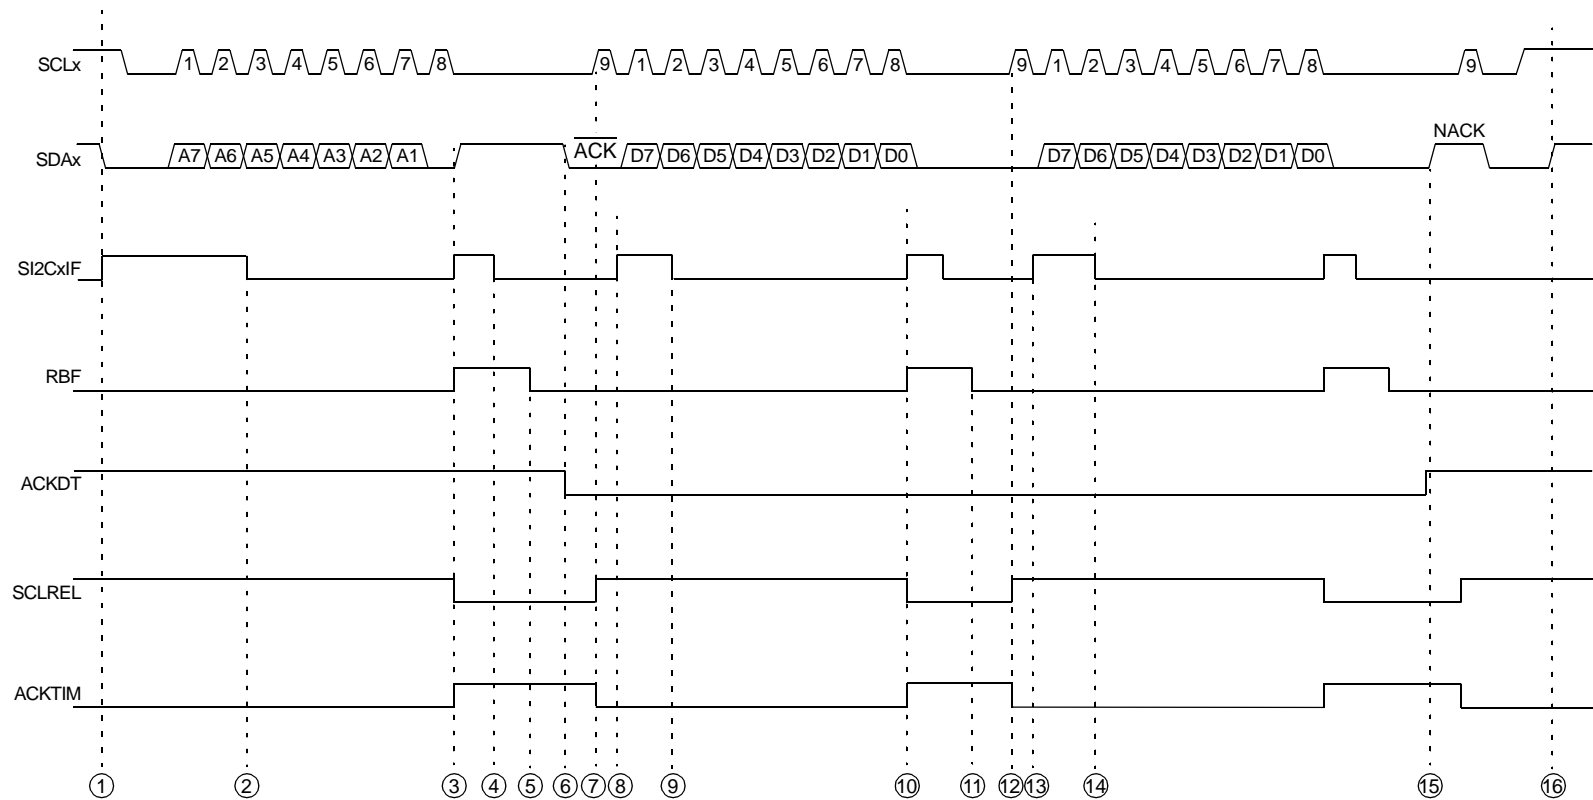 SCLx 1 2 3 4 5 6 7 8 9 1 2 3 4 5 6 7 8 9 1 2 3 4 5 6 7 8 9
NACK
SDAx A7 A6 A5 A4 A3 A2 A1 ACK D7 D6 D5 D4 D3 D2 D1 D0 D7 D6 D5 D4 D3 D2 D1 D0
SI2CxIF
RBF
ACKDT
SCLREL
ACKTIM
1 2 3 4 5 6 7 8 9 10 11 12 13 14 15 16